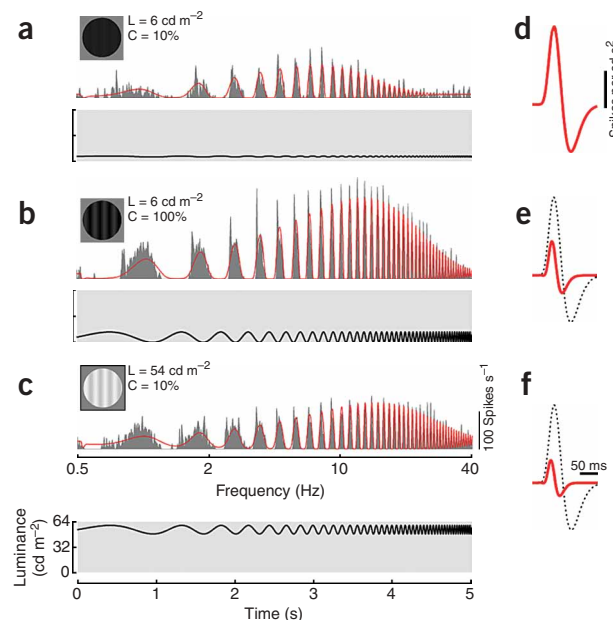 a
L = 6 cd m⁻²
C = 10%
b
L = 6 cd m⁻²
C = 100%
c
L = 54 cd m⁻²
C = 10%
100 Spikes s⁻¹
0.5 2 10 40
Frequency (Hz)
64
32
0
Luminance
(cd m⁻²)
0 1 2 3 4 5
Time (s)
d
e
f
50 ms